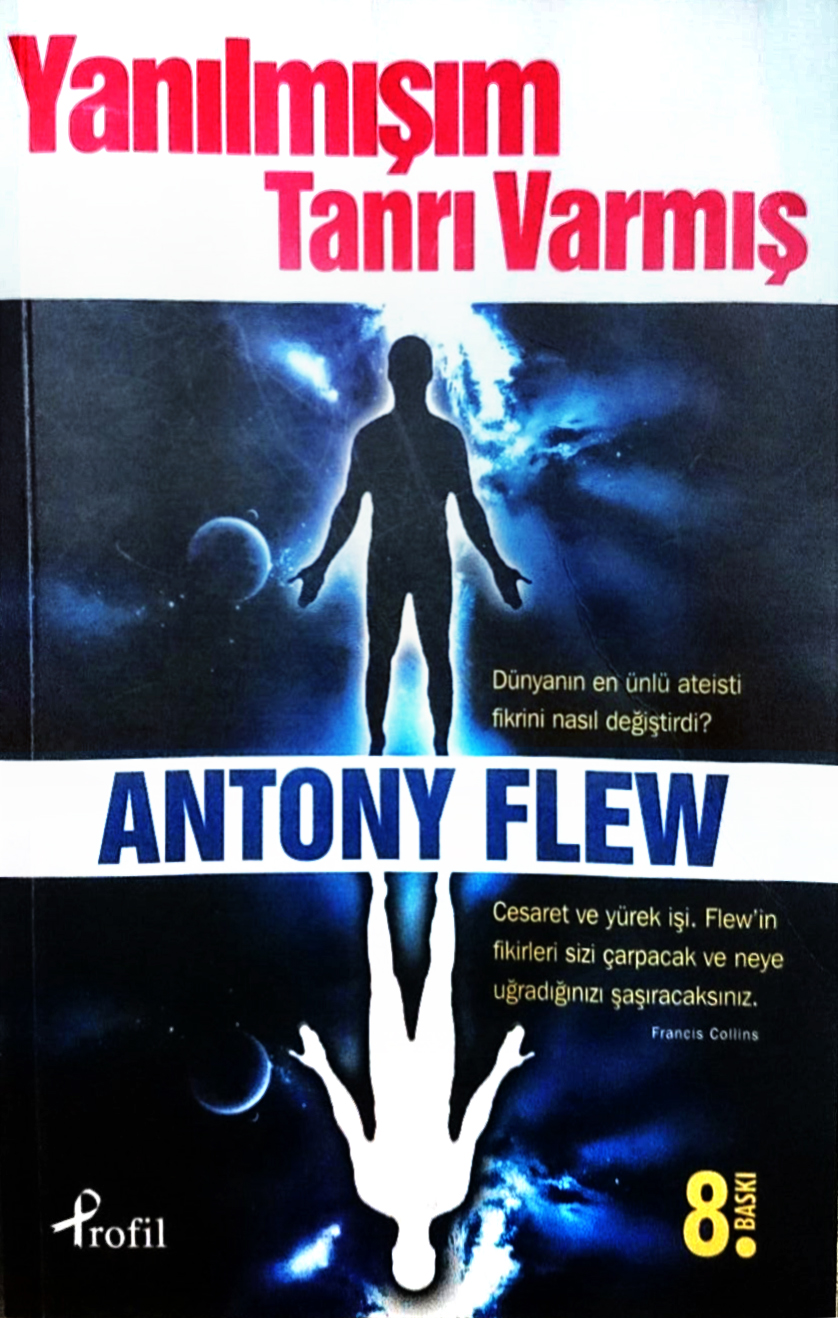 Yanılmışım
Tanrı Varmış
Dünyanın en ünlü ateisti
fikrini nasıl değiştirdi?
ANTONY FLEW
Cesaret ve yürek işi. Flew'in
fikirleri sizi çarpacak ve neye
uğradığınızı şaşıracaksınız.
Francis Collins
Profil
8. BASKI